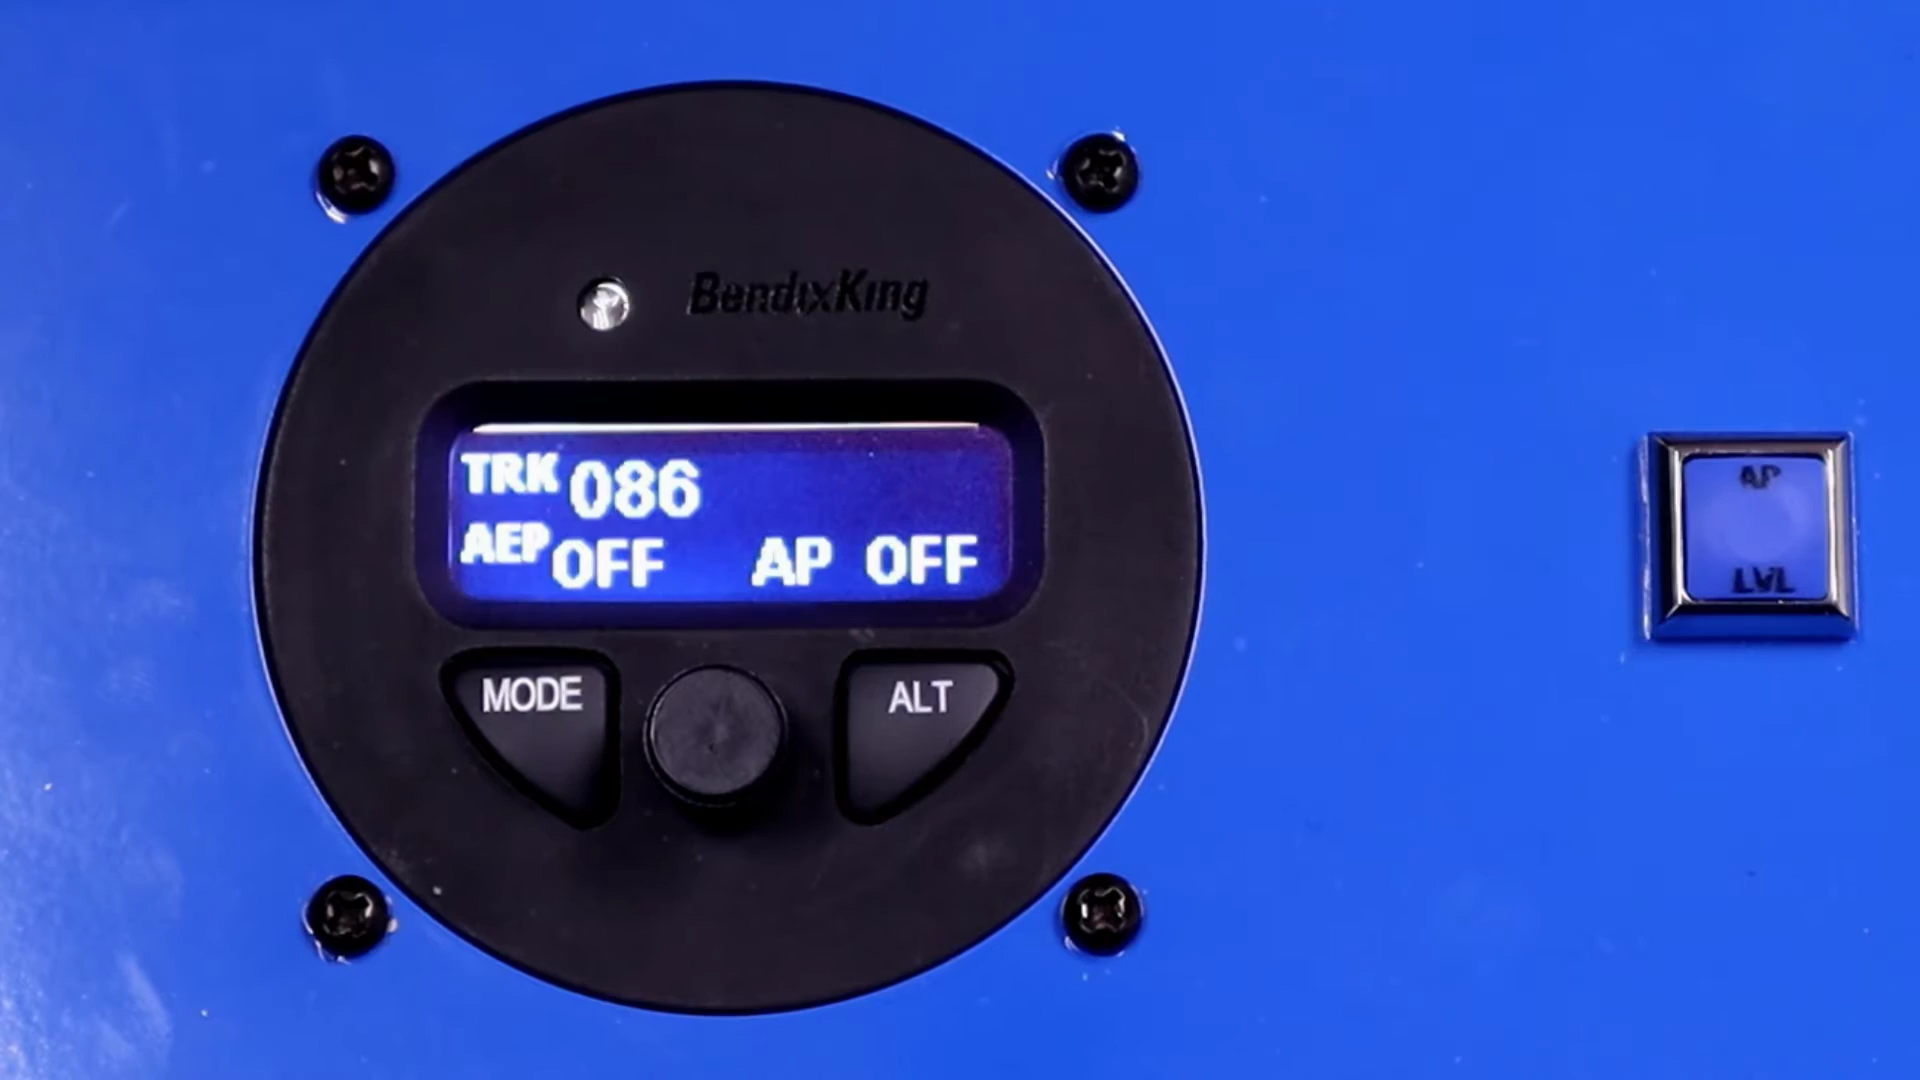 BendixKing
TRK 086
AEP OFF AP OFF
MODE
ALT
AP
LVL